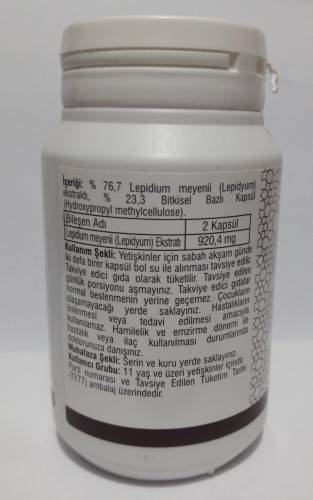 İçeriği: % 76,7 Lepidium meyenii (Lepidyum)
ekstraktı, % 23,3 Bitkisel Bazlı Kapsül
(Hydroxypropyl methylcellulose).
Bileşen Adı 2 Kapsül
Lepidium meyenii (Lepidyum) Ekstratı 920,4 mg
Kullanım Şekli: Yetişkinler için sabah akşam günde
iki defa birer kapsül bol su ile alınması tavsiye edilir.
Takviye edici gıda olarak tüketilir. Tavsiye edilen
günlük porsiyonu aşmayınız. Takviye edici gıdalar
normal beslenmenin yerine geçemez. Çocukların
ulaşamayacağı yerde saklayınız. Hastalıkların
önlenmesi veya tedavi edilmesi amacıyla
kullanılamaz. Hamilelik ve emzirme dönemi ile
hastalık veya ilaç kullanılması durumlarında
doktorunuza danışınız.
Muhafaza Şekli: Serin ve kuru yerde saklayınız.
Kullanıcı Grubu: 11 yaş ve üzeri yetişkinler içindir.
Parti numarası ve Tavsiye Edilen Tüketim Tarihi
(TETT) ambalaj üzerindedir.